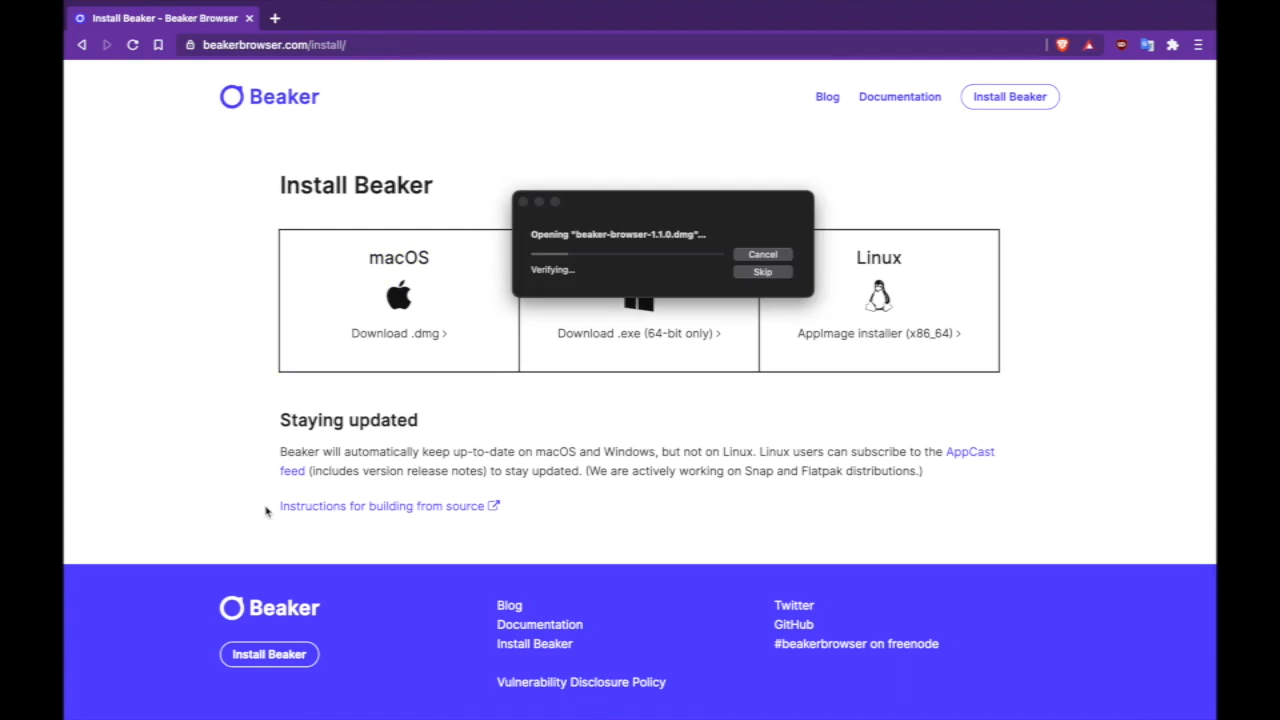 Install Beaker - Beaker Browser
beakerbrowser.com/install/
Beaker
Blog
Documentation
Install Beaker
Install Beaker
Opening "beaker-browser-1.1.0.dmg"...
Cancel
Verifying...
Skip
macOS
Download .dmg
Download .exe (64-bit only)
Linux
AppImage installer (x86_64)
Staying updated
Beaker will automatically keep up-to-date on macOS and Windows, but not on Linux. Linux users can subscribe to the AppCast
feed (includes version release notes) to stay updated. (We are actively working on Snap and Flatpak distributions.)
Instructions for building from source
Beaker
Install Beaker
Blog
Documentation
Install Beaker
Vulnerability Disclosure Policy
Twitter
GitHub
#beakerbrowser on freenode